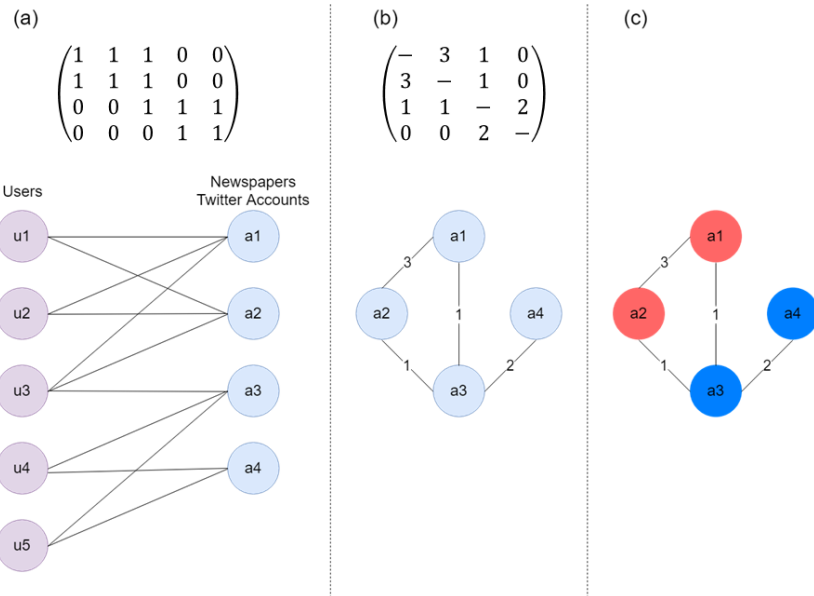 (a)
1 1 1 0 0
1 1 1 0 0
0 0 1 1 1
0 0 0 1 1
Users
Newspapers
Twitter Accounts
u1
a1
u2
a2
u3
a3
u4
a4
u5
(b)
− 3 1 0
3 − 1 0
1 1 − 2
0 0 2 −
a1
3
a2
1
a4
1
2
a3
(c)
a1
3
a2
1
a4
1
2
a3